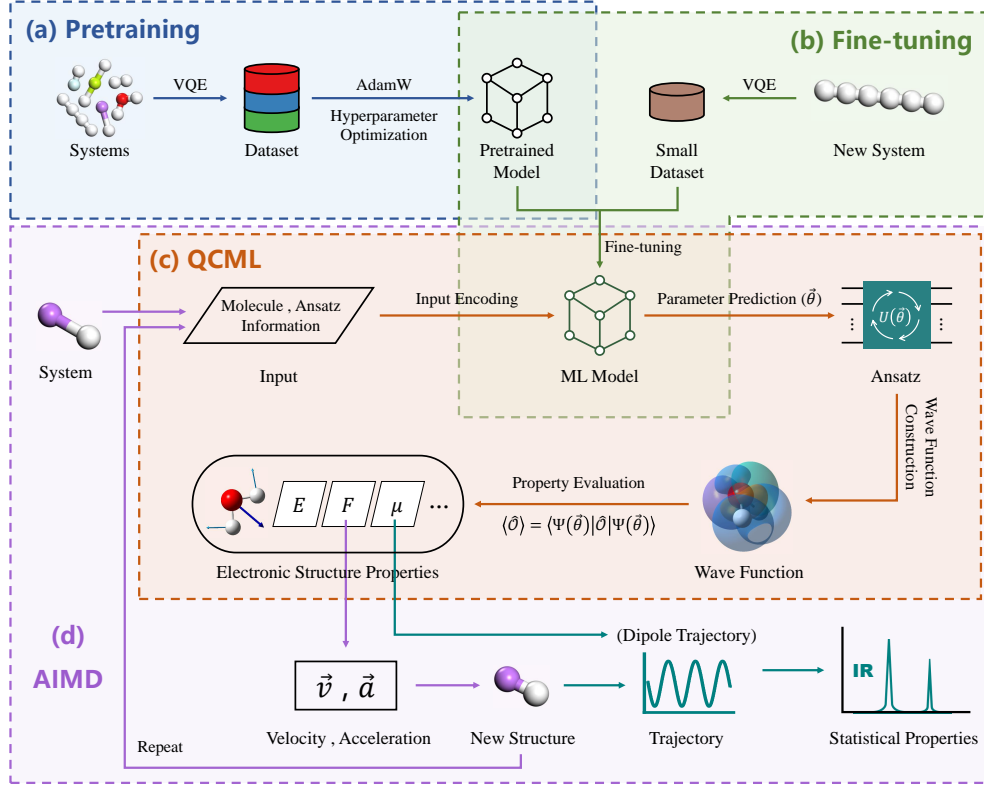 (a) Pretraining
(b) Fine-tuning
VQE
AdamW
Hyperparameter
Optimization
VQE
Systems
Dataset
Pretrained
Model
Small
Dataset
New System
(c) QCML
Fine-tuning
Molecule , Ansatz
Information
Input Encoding
Parameter Prediction (θ⃗)
U(θ⃗)
System
Input
ML Model
Ansatz
Wave Function
Construction
E
F
μ
...
Property Evaluation
⟨Ô⟩ = ⟨Ψ(θ⃗)|Ô|Ψ(θ⃗)⟩
Electronic Structure Properties
Wave Function
(d)
AIMD
(Dipole Trajectory)
v⃗ , a⃗
IR
Velocity , Acceleration
New Structure
Trajectory
Statistical Properties
Repeat